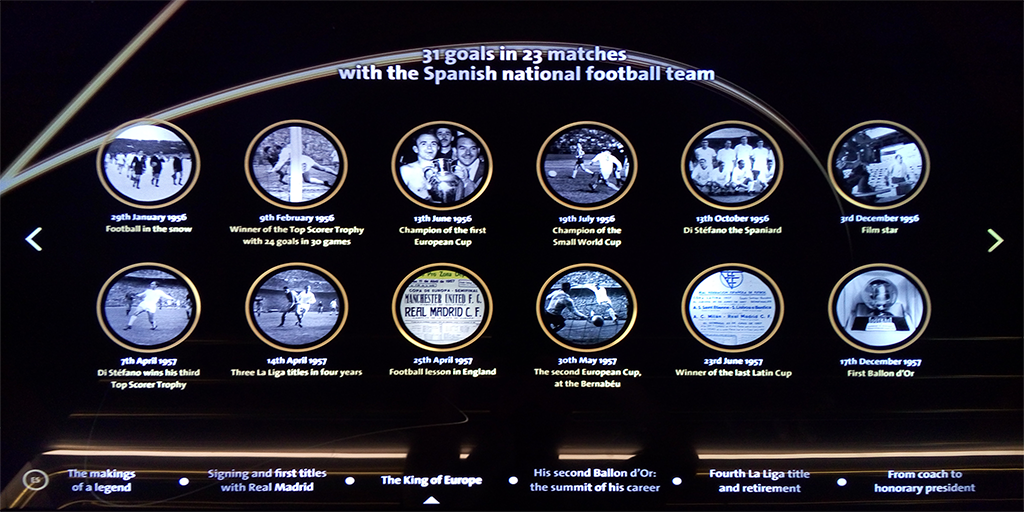 31 goals in 23 matches
with the Spanish national football team
29th January 1956
Football in the snow
9th February 1956
Winner of the Top Scorer Trophy
with 24 goals in 30 games
13th June 1956
Champion of the first
European Cup
19th July 1956
Champion of the
Small World Cup
13th October 1956
Di Stéfano the Spaniard
3rd December 1956
Film star
7th April 1957
Di Stéfano wins his third
Top Scorer Trophy
14th April 1957
Three La Liga titles in four years
COPA DE EUROPA - SEMIFINAL
MANCHESTER UNITED F. C.
REAL MADRID C. F.
25th April 1957
Football lesson in England
30th May 1957
The second European Cup,
at the Bernabéu
A. C. Milan - Real Madrid C. F.
23rd June 1957
Winner of the last Latin Cup
17th December 1957
First Ballon d'Or
ES
The makings
of a legend
Signing and first titles
with Real Madrid
The King of Europe
His second Ballon d'Or:
the summit of his career
Fourth La Liga title
and retirement
From coach to
honorary president